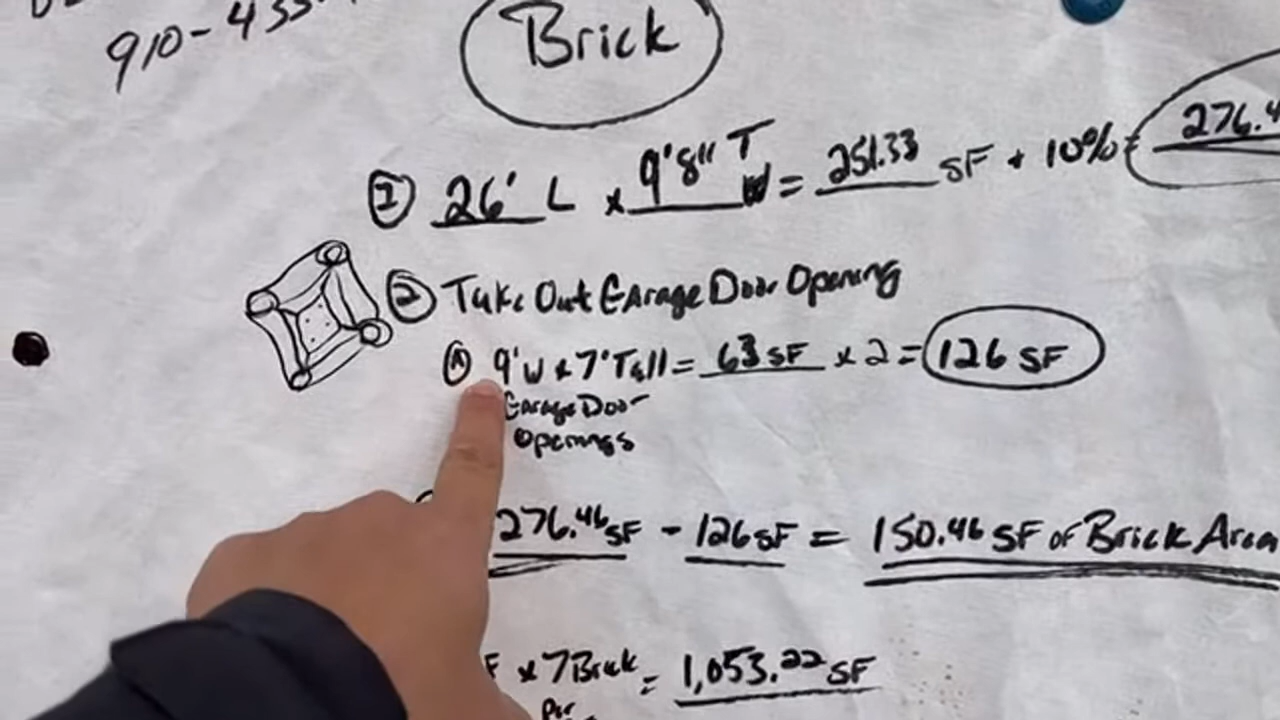 910-433
Brick
① 26' L x 9'8" T = 251.33 SF + 10% = 276.4
② Take Out Garage Door Opening
Ⓐ 9'W x 7'Tall = 63 SF x 2 = 126 SF
Garage Door
Openings
276.46 SF - 126 SF = 150.46 SF of Brick Area
F x 7 Brick = 1,053.22 SF
Per